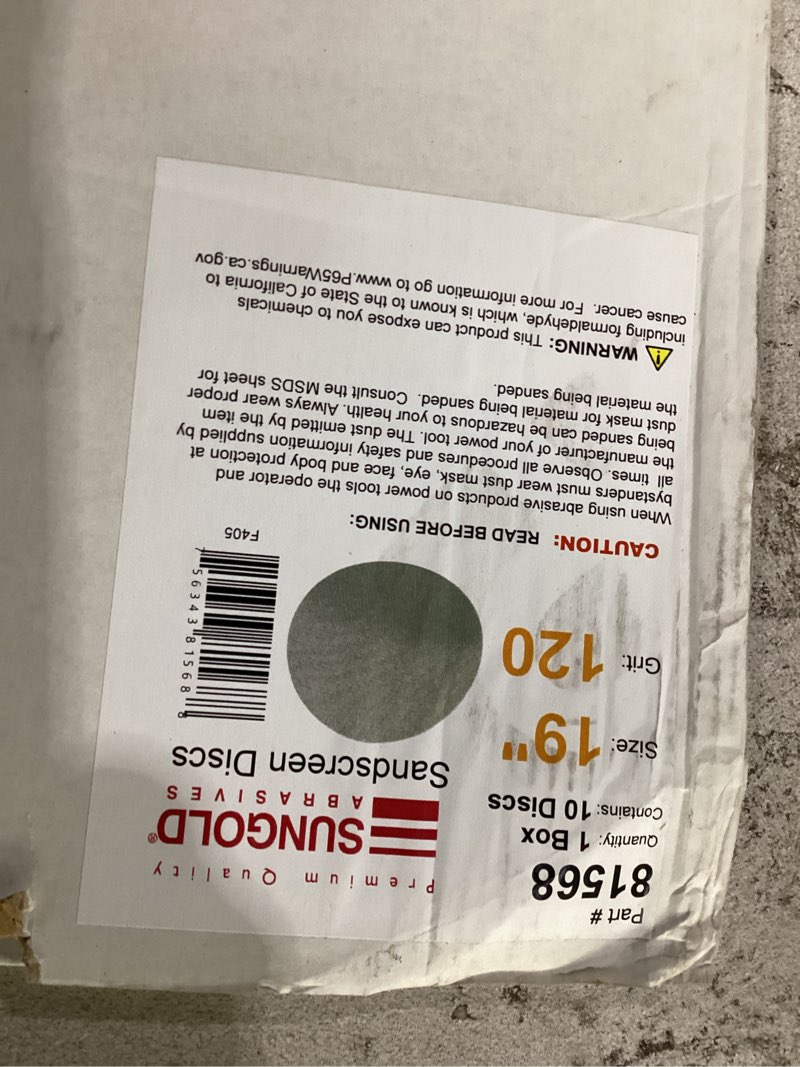 Part #
81568
Quantity: 1 Box
Contains: 10 Discs
Size: 19"
Grit: 120
Premium Quality
SUNGOLD®
ABRASIVES
Sandscreen Discs
7 56343 81568 8
F405
CAUTION: READ BEFORE USING:
When using abrasive products on power tools the operator and
bystanders must wear dust mask, eye, face and body protection at
all times. Observe all procedures and safety information supplied by
the manufacturer of your power tool. The dust emitted by the item
being sanded can be hazardous to your health. Always wear proper
dust mask for material being sanded. Consult the MSDS sheet for
the material being sanded.
WARNING: This product can expose you to chemicals
including formaldehyde, which is known to the State of California to
cause cancer. For more information go to www.P65Warnings.ca.gov